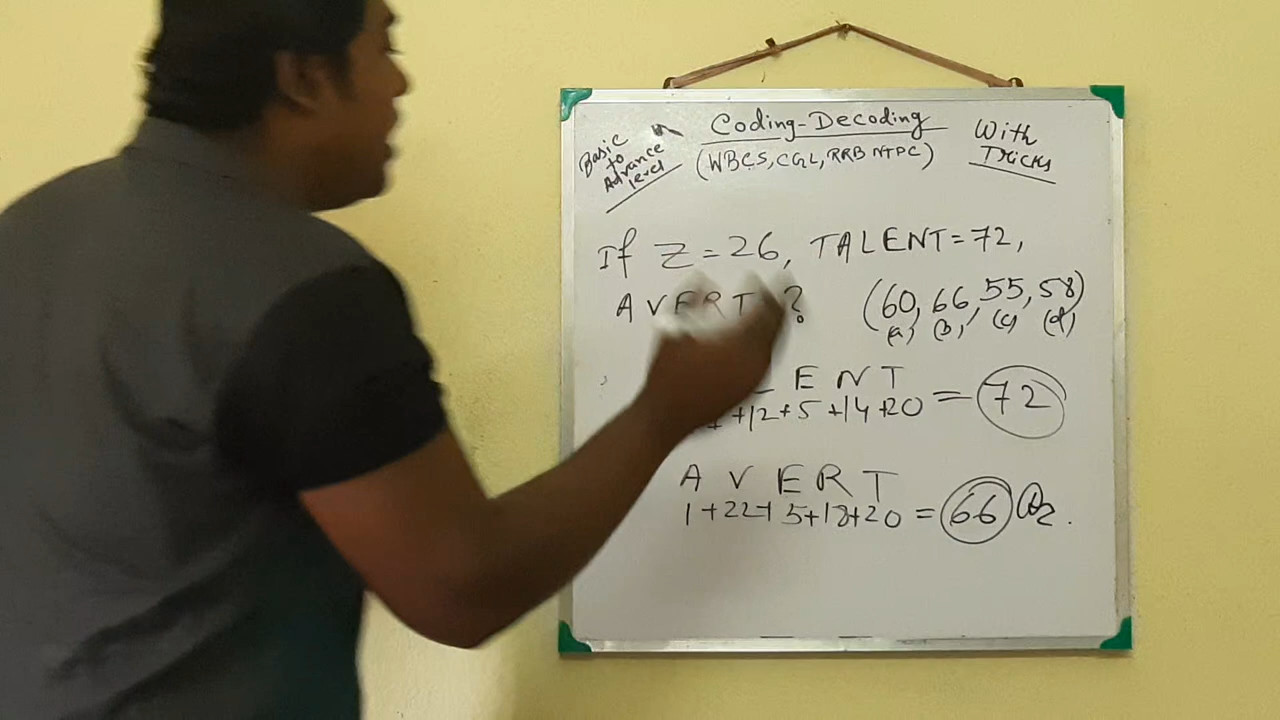 Coding-Decoding
(WBCS, CGL, RRB NTPC)
Basic
to
Advance
level
With
Tricks
If Z=26, TALENT=72,
AVERT ?
(60, 66, 55, 58)
(a) (b) (c) (d)
E N T
+12+5+14+20 = 72
A V E R T
1+22+5+18+20 = 66